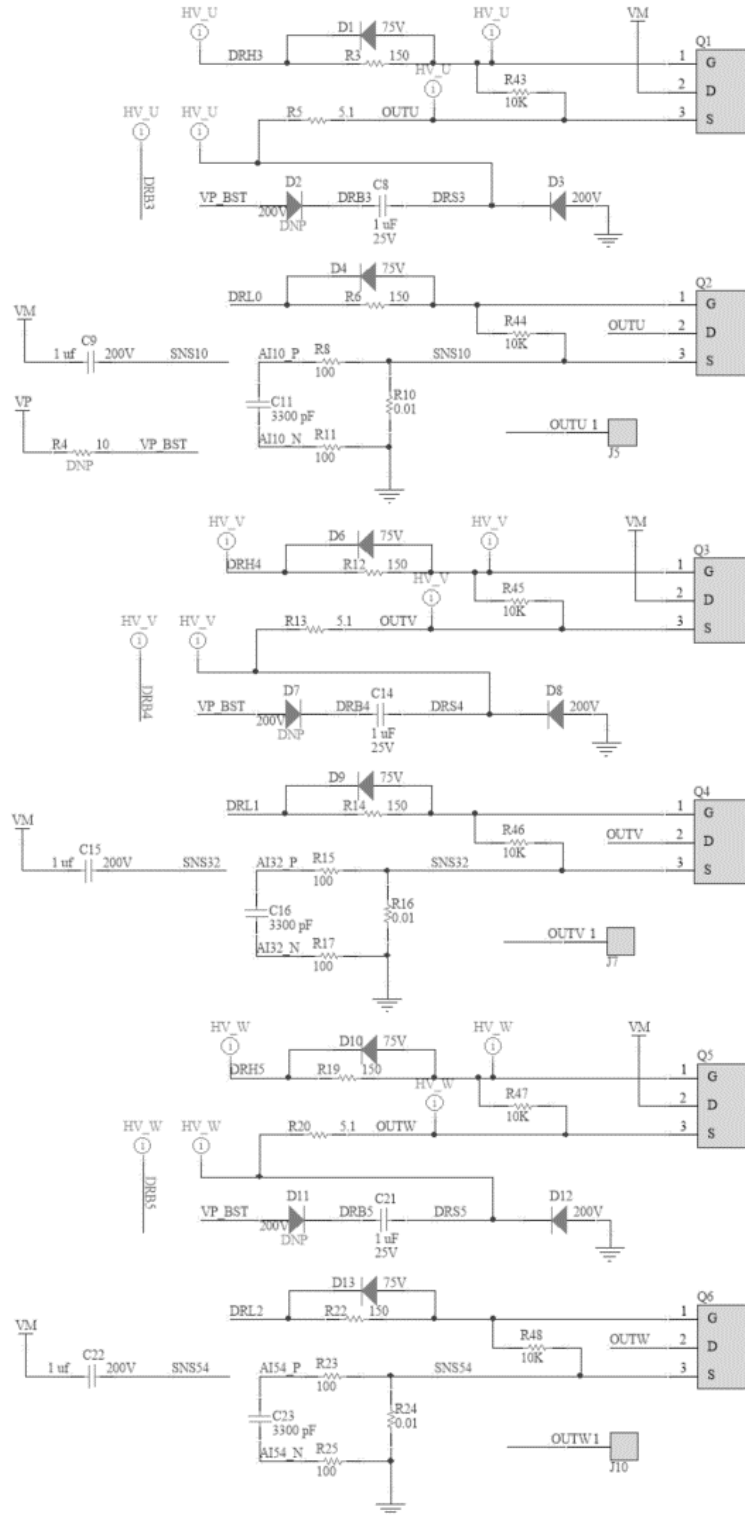 HV_U HV_U VM Q1
D1 75V
DRH3 R3 150 1 G
HV_U R43 2 D
10K
HV_U HV_U R5 5.1 OUTU 3 S
D2 C8 D3
VP_BST DRB3 DRS3 200V
200V 1 uF
DNP 25V
DRB3
D4 75V Q2
DRL0 R6 150 1 G
VM R44 OUTU 2 D
C9 10K
1 uf 200V SNS10 AI10_P R8 SNS10 3 S
100
C11 R10
3300 pF 0.01
VP
R4 10 VP_BST AI10_N R11 OUTU 1
DNP 100 J5
HV_V HV_V VM Q3
D6 75V
DRH4 R12 150 1 G
HV_V R45 2 D
10K
HV_V HV_V R13 5.1 OUTV 3 S
D7 C14 D8
VP_BST DRB4 DRS4 200V
200V 1 uF
DNP 25V
DRB4
D9 75V Q4
DRL1 R14 150 1 G
VM R46 OUTV 2 D
C15 10K
1 uf 200V SNS32 AI32_P R15 SNS32 3 S
100
C16 R16
3300 pF 0.01
AI32_N R17 OUTV 1
100 J7
HV_W HV_W VM Q5
D10 75V
DRH5 R19 150 1 G
HV_W R47 2 D
10K
HV_W HV_W R20 5.1 OUTW 3 S
D11 C21 D12
VP_BST DRB5 DRS5 200V
200V 1 uF
DNP 25V
DRB5
D13 75V Q6
DRL2 R22 150 1 G
VM R48 OUTW 2 D
C22 10K
1 uf 200V SNS54 AI54_P R23 SNS54 3 S
100
C23 R24
3300 pF 0.01
AI54_N R25 OUTW 1
100 J10